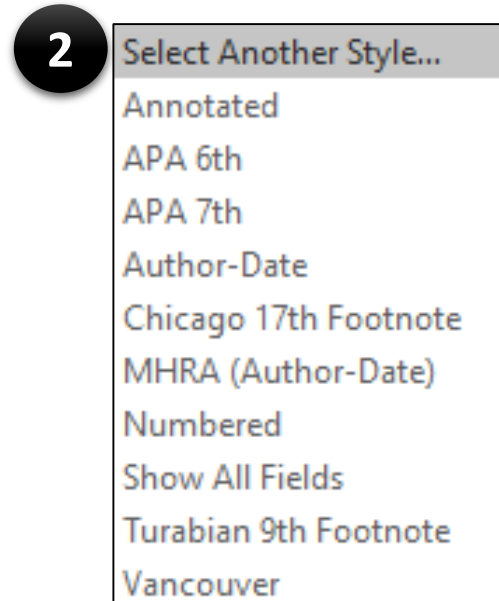 2
Select Another Style...
Annotated
APA 6th
APA 7th
Author-Date
Chicago 17th Footnote
MHRA (Author-Date)
Numbered
Show All Fields
Turabian 9th Footnote
Vancouver